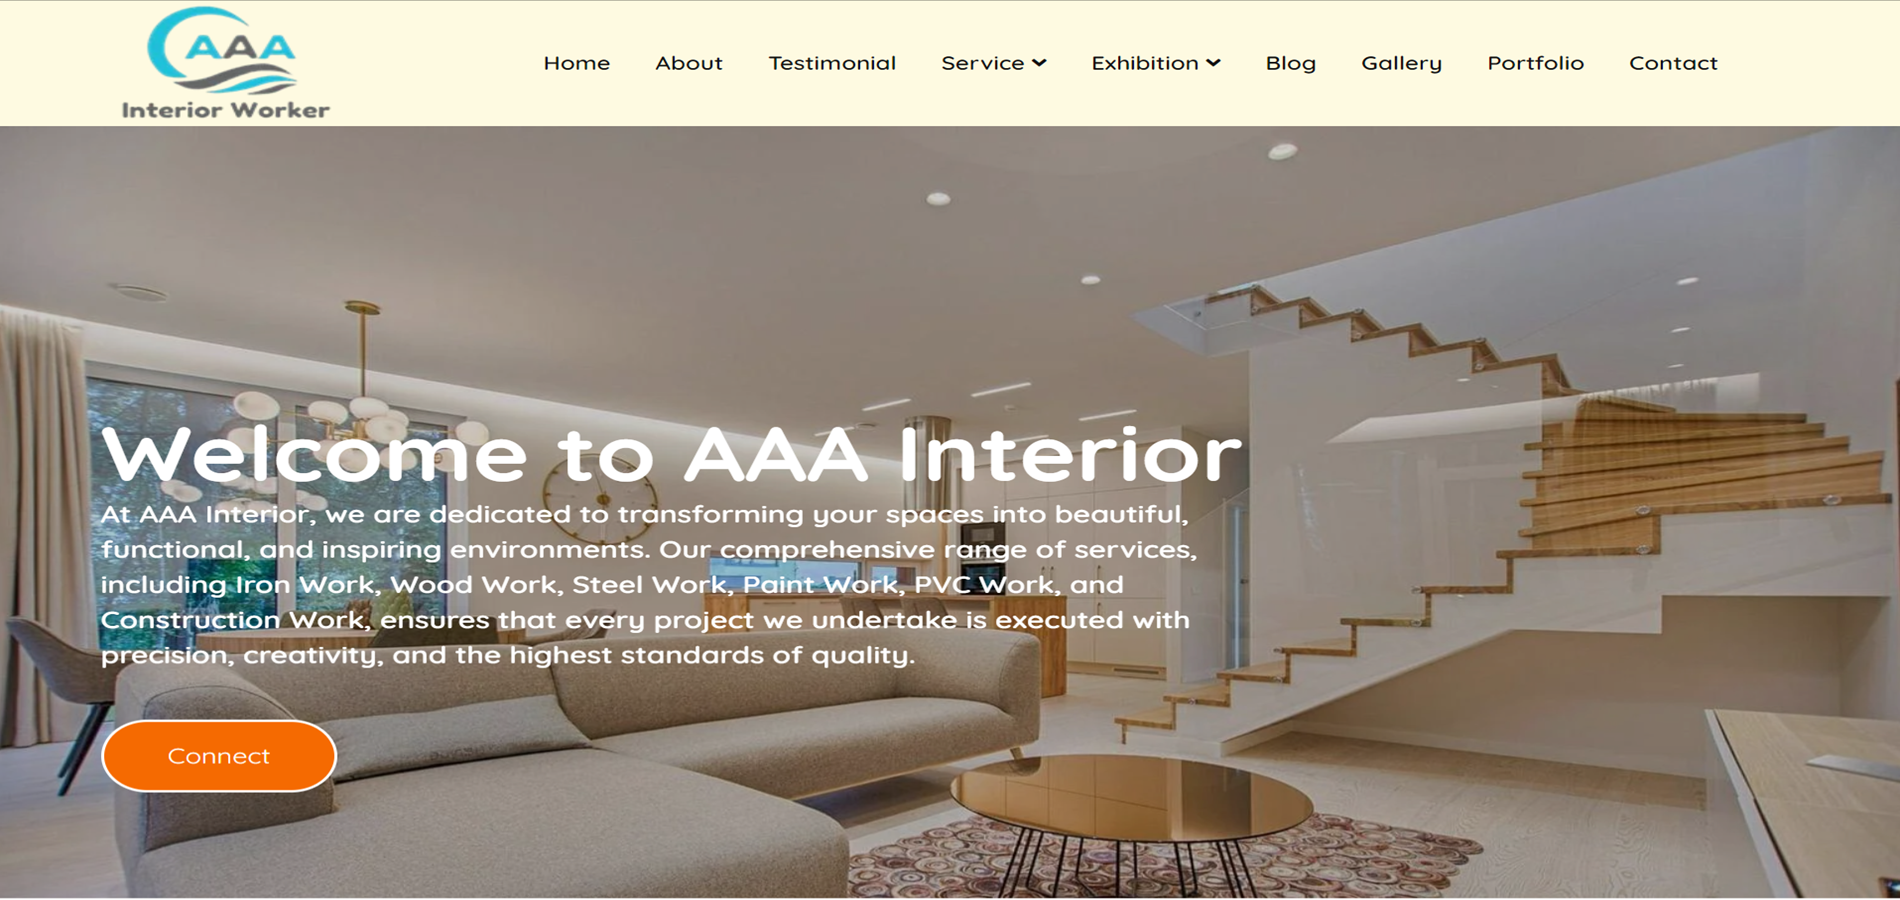 AAA
Interior Worker
Home About Testimonial Service Exhibition Blog Gallery Portfolio Contact
Welcome to AAA Interior
At AAA Interior, we are dedicated to transforming your spaces into beautiful,
functional, and inspiring environments. Our comprehensive range of services,
including Iron Work, Wood Work, Steel Work, Paint Work, PVC Work, and
Construction Work, ensures that every project we undertake is executed with
precision, creativity, and the highest standards of quality.
Connect